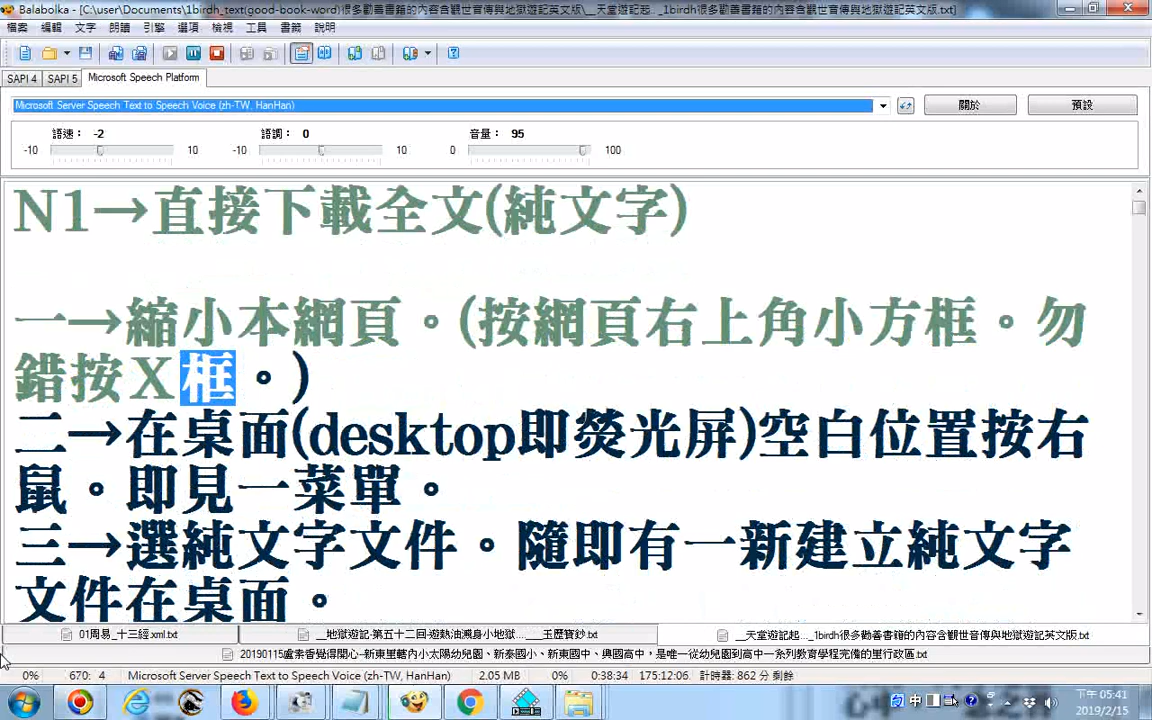 Balabolka - [C:\user\Documents\1birdh_text(good-book-word)很多勸善書籍的內容含觀世音傳與地獄遊記英文版\__天堂遊記起..._1birdh很多勸善書籍的內容含觀世音傳與地獄遊記英文版.txt]
檔案 編輯 文字 朗讀 引擎 選項 檢視 工具 書籤 說明
SAPI 4 SAPI 5 Microsoft Speech Platform
Microsoft Server Speech Text to Speech Voice (zh-TW, HanHan) 關於 預設
語速： -2 語調： 0 音量： 95
-10 10 -10 10 0 100
N1→直接下載全文(純文字)
一→縮小本網頁。(按網頁右上角小方框。勿
錯按X框。)
二→在桌面(desktop即熒光屏)空白位置按右
鼠。即見一菜單。
三→選純文字文件。隨即有一新建立純文字
文件在桌面。
01周易_十三經.xml.txt __地獄遊記-第五十二回-遊熱油濺身小地獄...___玉歷寶鈔.txt __天堂遊記起..._1birdh很多勸善書籍的內容含觀世音傳與地獄遊記英文版.txt
20190115盧素香覺得開心-新東里轄內小太陽幼兒園、新泰國小、新東國中、興國高中，是唯一從幼兒園到高中一系列教育學程完備的里行政區.txt
0% 670: 4 Microsoft Server Speech Text to Speech Voice (zh-TW, HanHan) 2.05 MB 0% 0:38:34 175:12:06 計時器: 862 分 剩餘
中
下午 05:41
2019/2/15